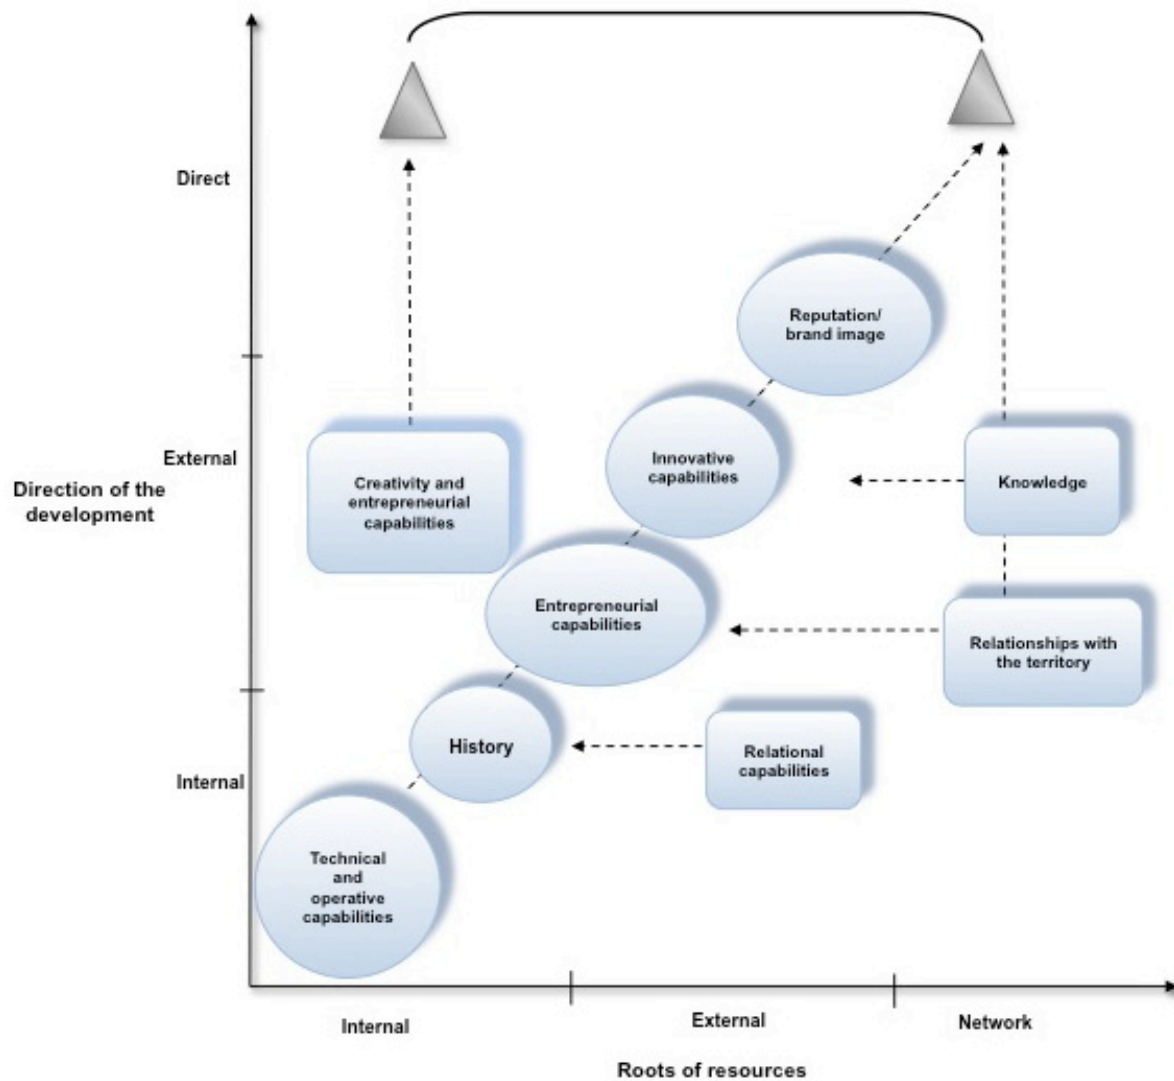 Direct
Reputation/
brand image
External
Direction of the
development
Creativity and
entrepreneurial
capabilities
Innovative
capabilities
Knowledge
Entrepreneurial
capabilities
Relationships with
the territory
Internal
History
Relational
capabilities
Technical
and
operative
capabilities
Internal
External
Network
Roots of resources